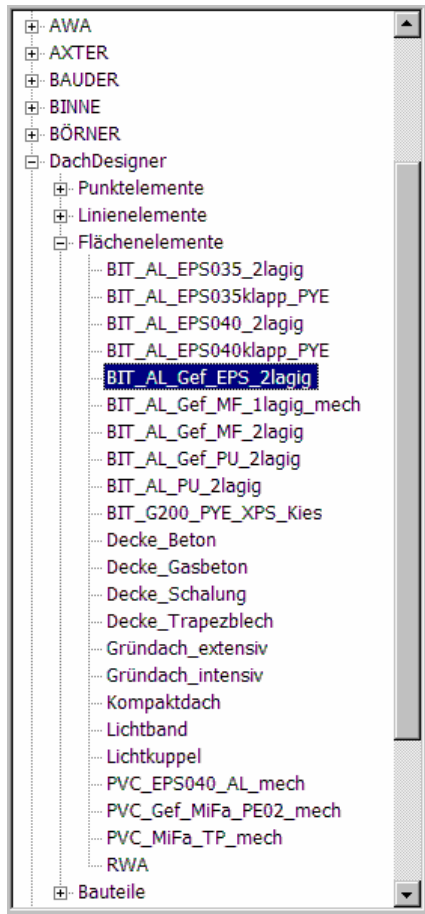 AWA
AXTER
BAUDER
BINNE
BÖRNER
DachDesigner
Punktelemente
Linienelemente
Flächenelemente
BIT_AL_EPS035_2lagig
BIT_AL_EPS035klapp_PYE
BIT_AL_EPS040_2lagig
BIT_AL_EPS040klapp_PYE
BIT_AL_Gef_EPS_2lagig
BIT_AL_Gef_MF_1lagig_mech
BIT_AL_Gef_MF_2lagig
BIT_AL_Gef_PU_2lagig
BIT_AL_PU_2lagig
BIT_G200_PYE_XPS_Kies
Decke_Beton
Decke_Gasbeton
Decke_Schalung
Decke_Trapezblech
Gründach_extensiv
Gründach_intensiv
Kompaktdach
Lichtband
Lichtkuppel
PVC_EPS040_AL_mech
PVC_Gef_MiFa_PE02_mech
PVC_MiFa_TP_mech
RWA
Bauteile